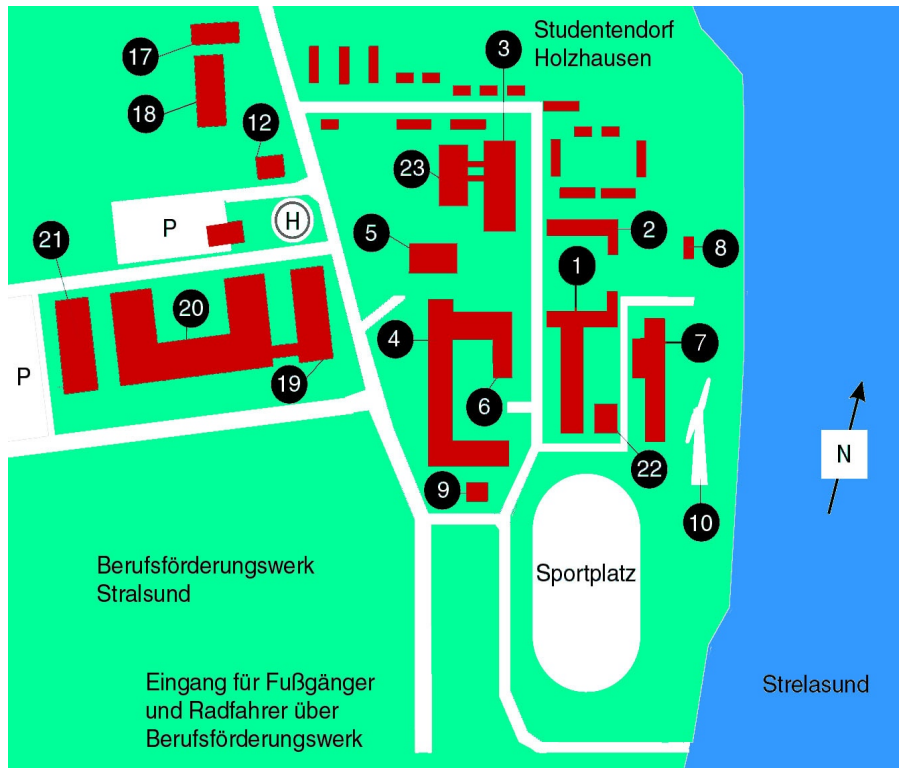 Studentendorf
Holzhausen
3
17
18
12
23
H
P
5
2
8
21
1
20
4
7
P
19
6
22
N
9
10
Sportplatz
Berufsförderungswerk
Stralsund
Eingang für Fußgänger
und Radfahrer über
Berufsförderungswerk
Strelasund